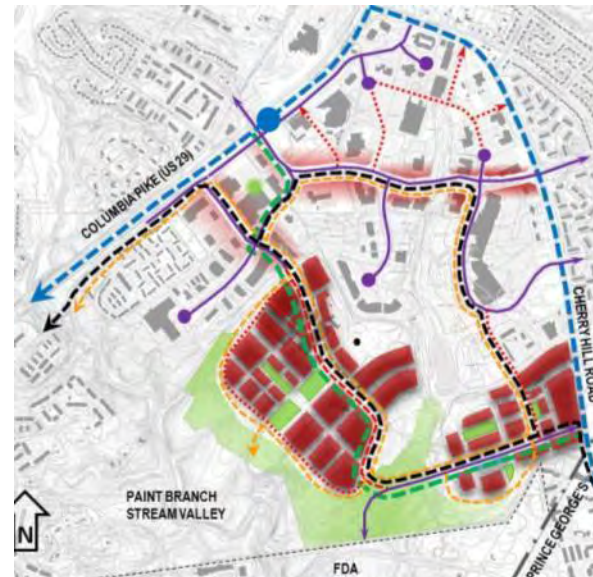 COLUMBIA PIKE (US 29)
CHERRY HILL ROAD
PAINT BRANCH
STREAM VALLEY
N
FDA
PRINCE GEORGE'S